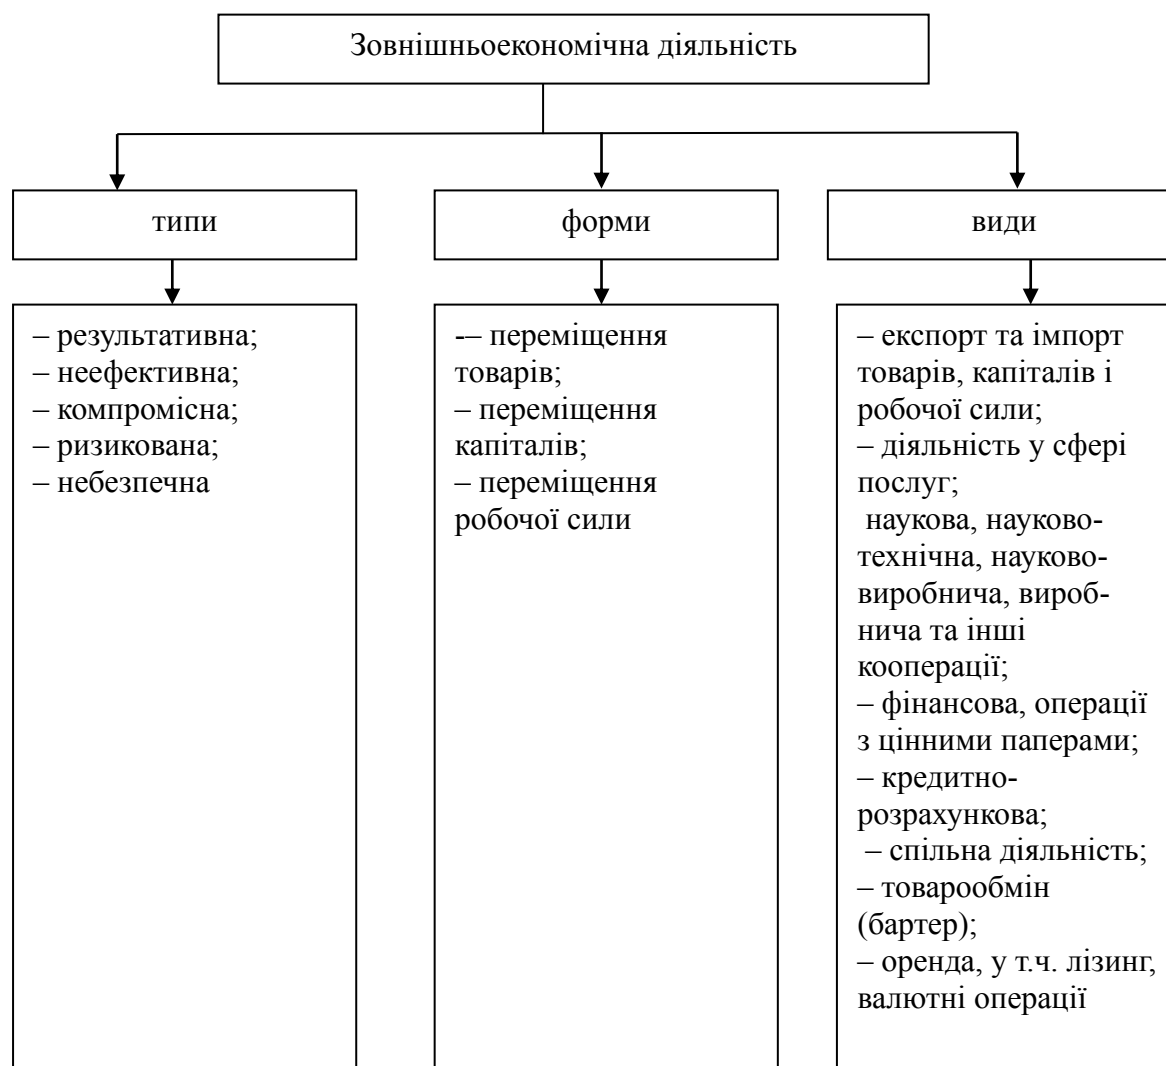 Зовнішньоекономічна діяльність
типи
форми
види
– результативна;
– неефективна;
– компромісна;
– ризикована;
– небезпечна
-– переміщення
товарів;
– переміщення
капіталів;
– переміщення
робочої сили
– експорт та імпорт
товарів, капіталів і
робочої сили;
– діяльність у сфері
послуг;
наукова, науково-
технічна, науково-
виробнича, вироб-
нича та інші
кооперації;
– фінансова, операції
з цінними паперами;
– кредитно-
розрахункова;
– спільна діяльність;
– товарообмін
(бартер);
– оренда, у т.ч. лізинг,
валютні операції